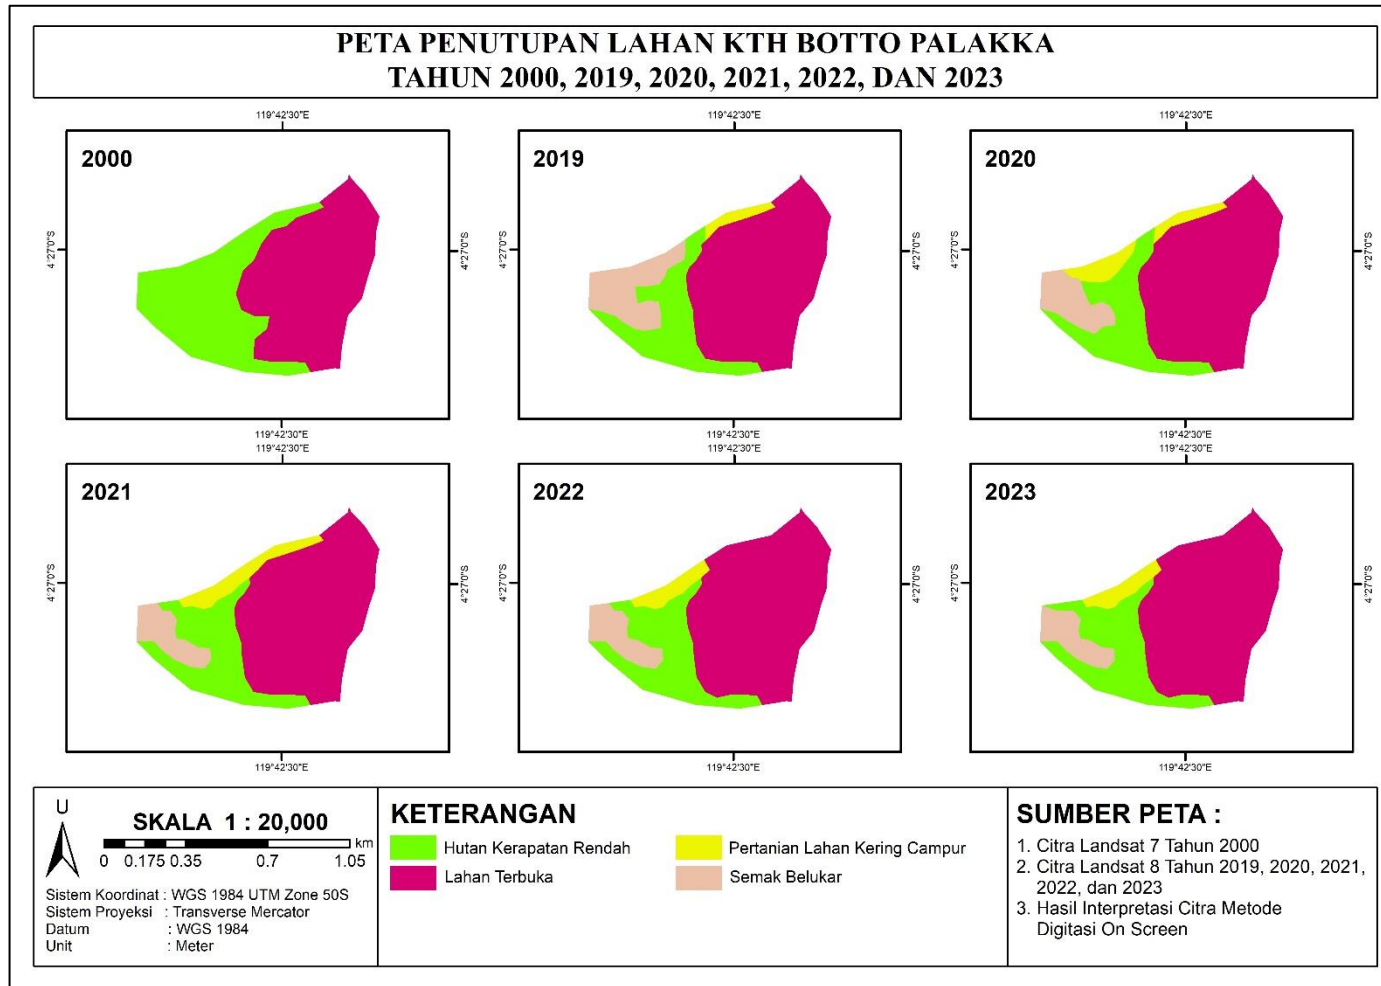 PETA PENUTUPAN LAHAN KTH BOTTO PALAKKA
TAHUN 2000, 2019, 2020, 2021, 2022, DAN 2023
119°42'30"E
119°42'30"E
119°42'30"E
2000
2019
2020
4°27'0"S
4°27'0"S
4°27'0"S
4°27'0"S
4°27'0"S
4°27'0"S
119°42'30"E
119°42'30"E
119°42'30"E
119°42'30"E
119°42'30"E
119°42'30"E
2021
2022
2023
4°27'0"S
4°27'0"S
4°27'0"S
4°27'0"S
4°27'0"S
4°27'0"S
119°42'30"E
119°42'30"E
119°42'30"E
U
SKALA 1 : 20,000
km
0 0.175 0.35 0.7 1.05
Sistem Koordinat : WGS 1984 UTM Zone 50S
Sistem Proyeksi : Transverse Mercator
Datum : WGS 1984
Unit : Meter
KETERANGAN
Hutan Kerapatan Rendah
Lahan Terbuka
Pertanian Lahan Kering Campur
Semak Belukar
SUMBER PETA :
1. Citra Landsat 7 Tahun 2000
2. Citra Landsat 8 Tahun 2019, 2020, 2021,
2022, dan 2023
3. Hasil Interpretasi Citra Metode
Digitasi On Screen